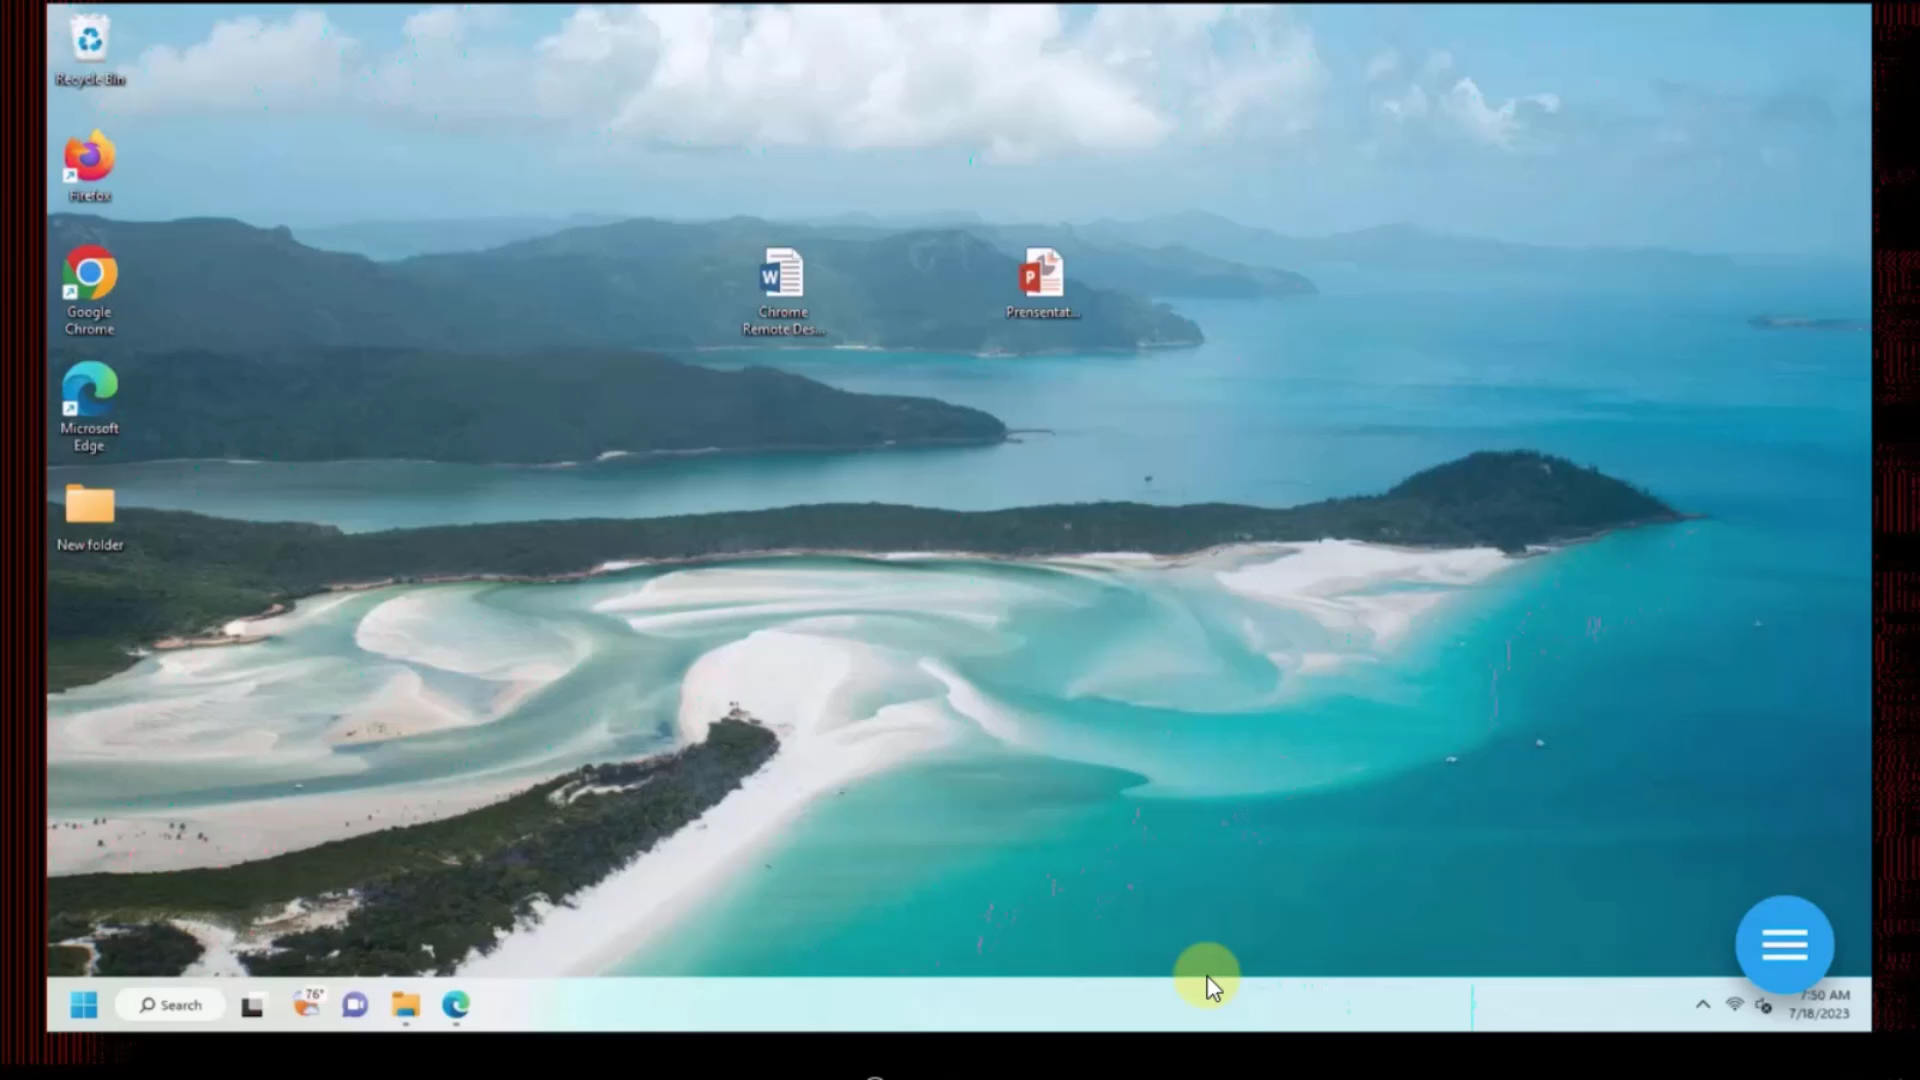 Recycle Bin
Firefox
Google
Chrome
Microsoft
Edge
New folder
W
Chrome
Remote Des...
P
Prensentat...
Search
76°
7:50 AM
7/18/2023